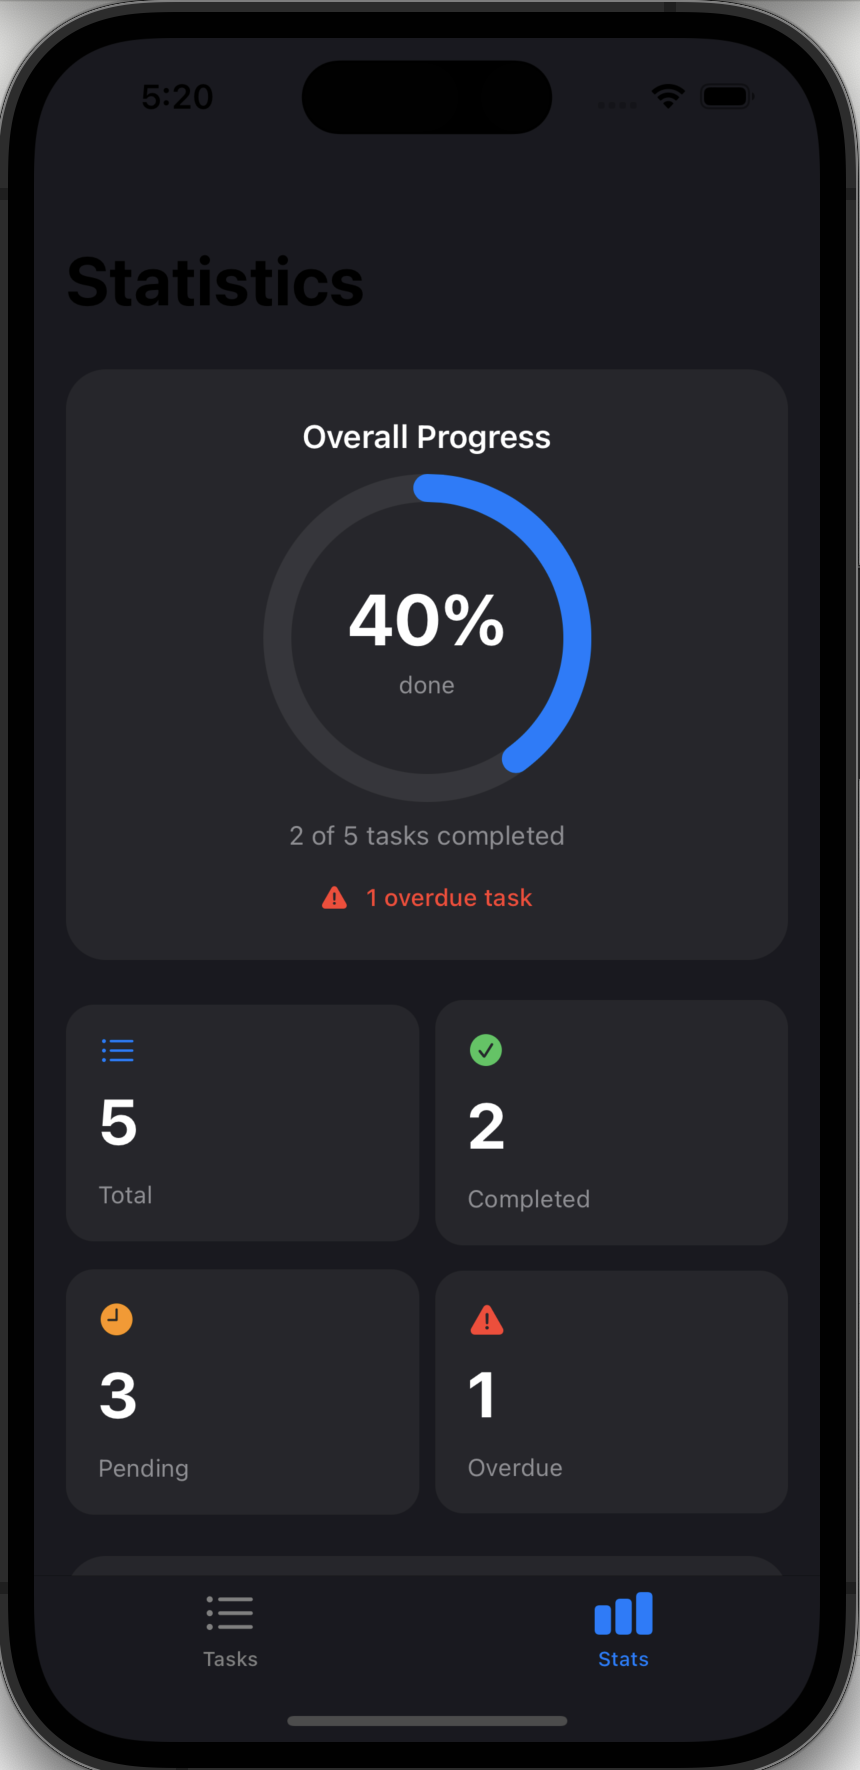 5:20
Statistics
Overall Progress
40%
done
2 of 5 tasks completed
1 overdue task
5
Total
2
Completed
3
Pending
1
Overdue
Tasks
Stats